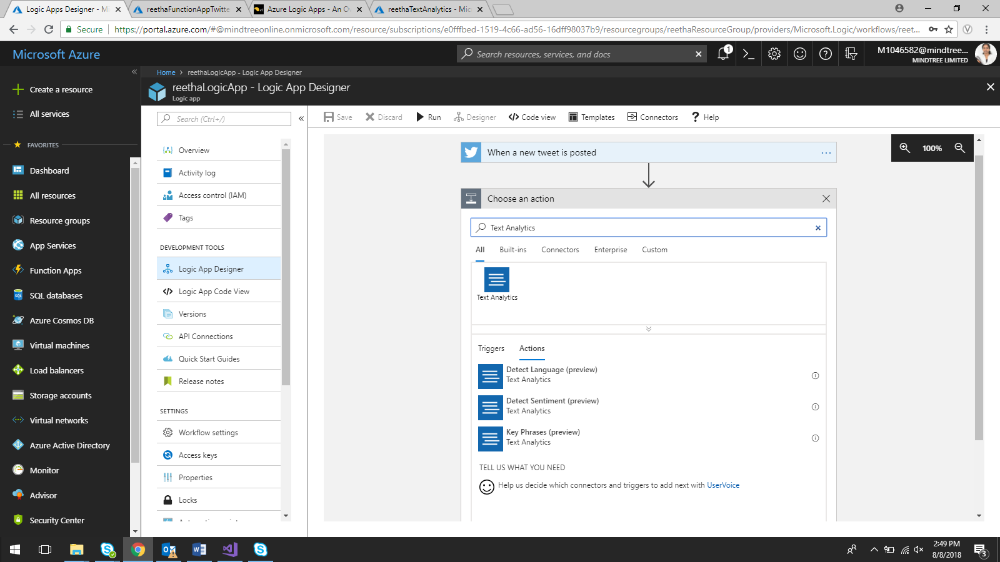 Logic Apps Designer - Mi
reethaFunctionAppTwitte
Azure Logic Apps - An O
reethaTextAnalytics - Mic
Secure
https://portal.azure.com/#@mindtreeonline.onmicrosoft.com/resource/subscriptions/e0fffbed-1519-4c66-ad56-16dff98037b9/resourcegroups/reethaResourceGroup/providers/Microsoft.Logic/workflows/reet...
Microsoft Azure
Search resources, services, and docs
1
M1046582@mindtree...
MINDTREE LIMITED
Home > reethaLogicApp - Logic App Designer
reethaLogicApp - Logic App Designer
Logic app
Create a resource
All services
FAVORITES
Dashboard
All resources
Resource groups
App Services
Function Apps
SQL databases
Azure Cosmos DB
Virtual machines
Load balancers
Storage accounts
Virtual networks
Azure Active Directory
Monitor
Advisor
Security Center
Search (Ctrl+/)
Overview
Activity log
Access control (IAM)
Tags
DEVELOPMENT TOOLS
Logic App Designer
Logic App Code View
Versions
API Connections
Quick Start Guides
Release notes
SETTINGS
Workflow settings
Access keys
Properties
Locks
Save
Discard
Run
Designer
Code view
Templates
Connectors
Help
100%
When a new tweet is posted
Choose an action
Text Analytics
All
Built-ins
Connectors
Enterprise
Custom
Text Analytics
Triggers
Actions
Detect Language (preview)
Text Analytics
Detect Sentiment (preview)
Text Analytics
Key Phrases (preview)
Text Analytics
TELL US WHAT YOU NEED
Help us decide which connectors and triggers to add next with UserVoice
2:49 PM
8/8/2018
3